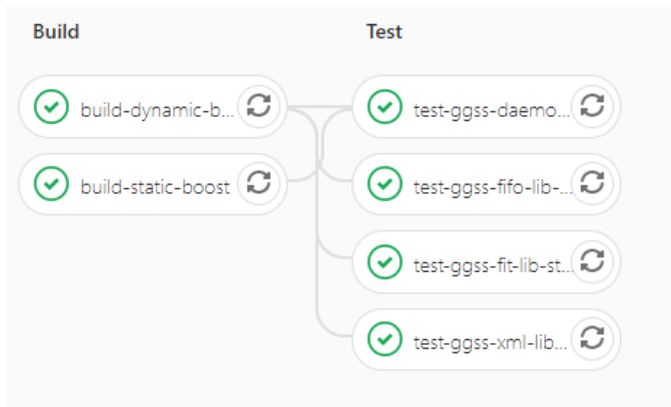 Build
build-dynamic-b...
build-static-boost
Test
test-ggss-daemo...
test-ggss-fifo-lib-...
test-ggss-fit-lib-st...
test-ggss-xml-lib...